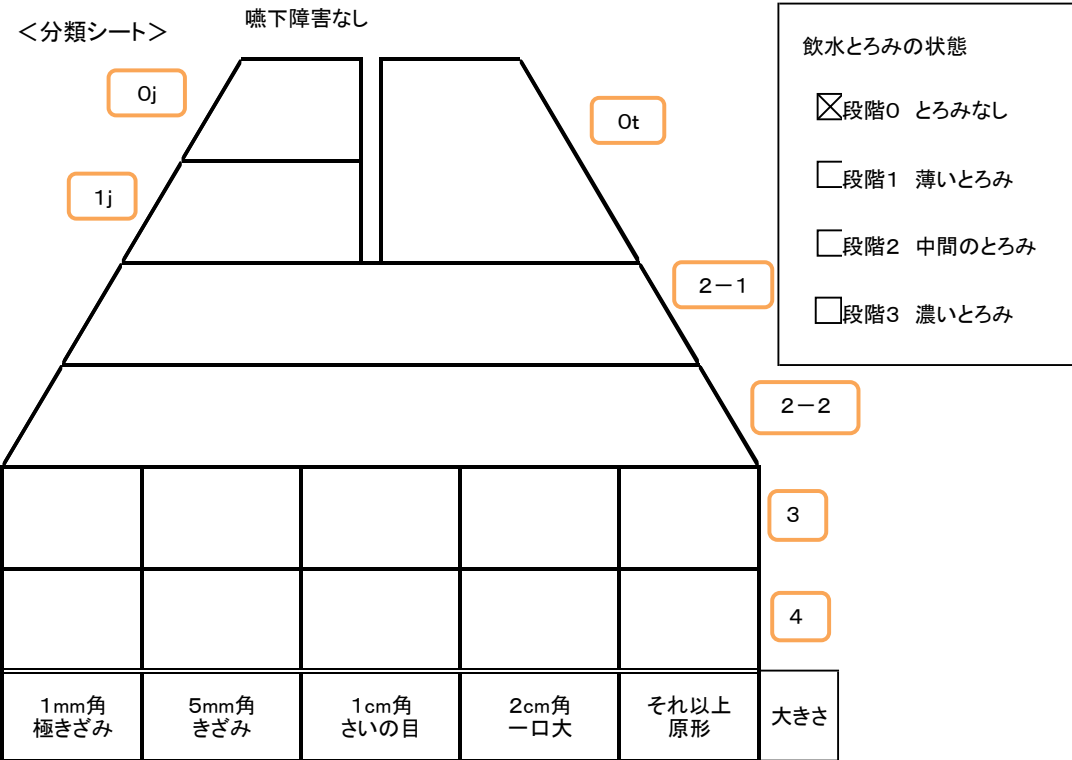 ＜分類シート＞
嚥下障害なし
飲水とろみの状態
☒段階0　とろみなし
□段階1　薄いとろみ
□段階2　中間のとろみ
□段階3　濃いとろみ
0j
0t
1j
2－1
2－2
3
4
1mm角
極きざみ
5mm角
きざみ
1cm角
さいの目
2cm角
一口大
それ以上
原形
大きさ